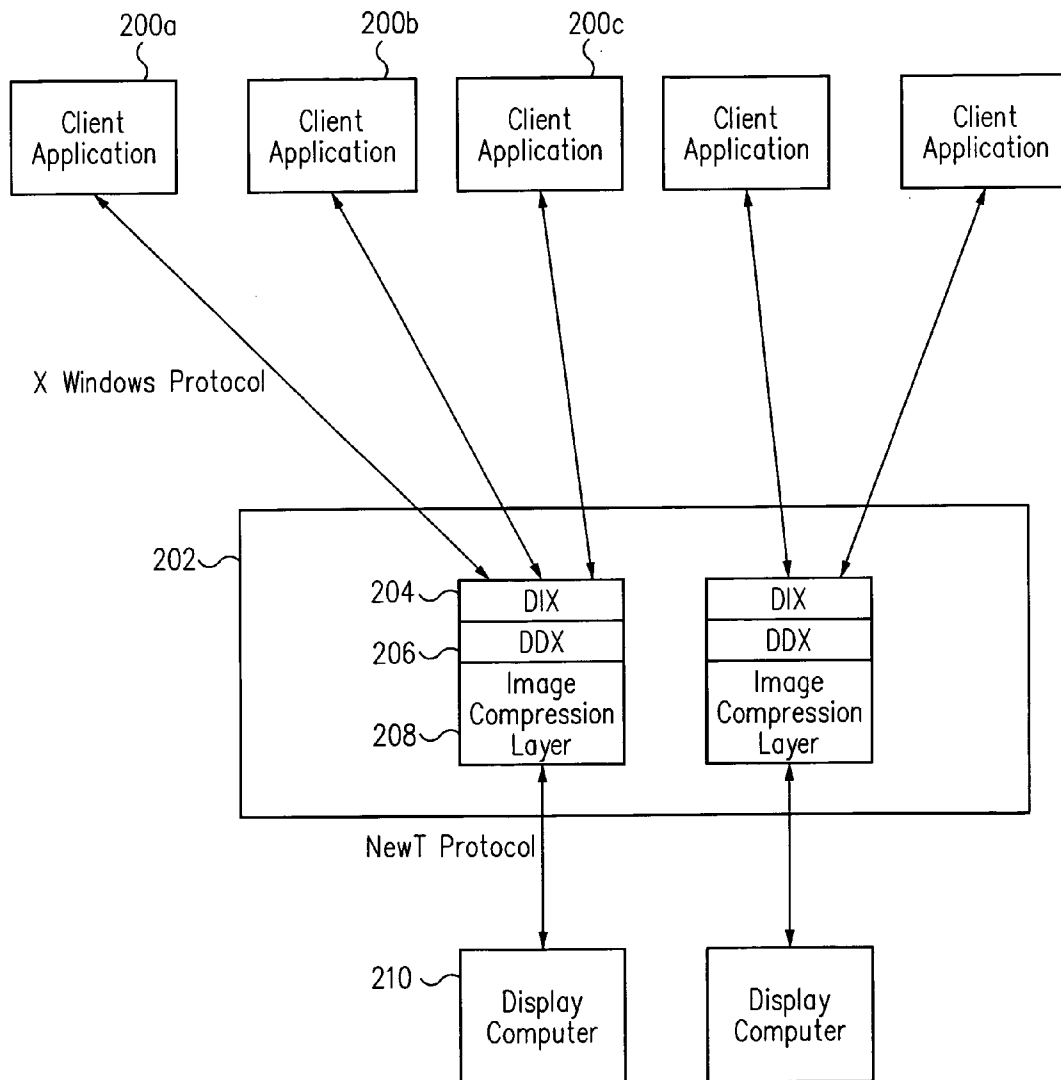 200a
200b
200c
Client
Application
Client
Application
Client
Application
Client
Application
Client
Application
X Windows Protocol
202
204
DIX
DIX
206
DDX
DDX
208
Image
Compression
Layer
Image
Compression
Layer
NewT Protocol
210
Display
Computer
Display
Computer